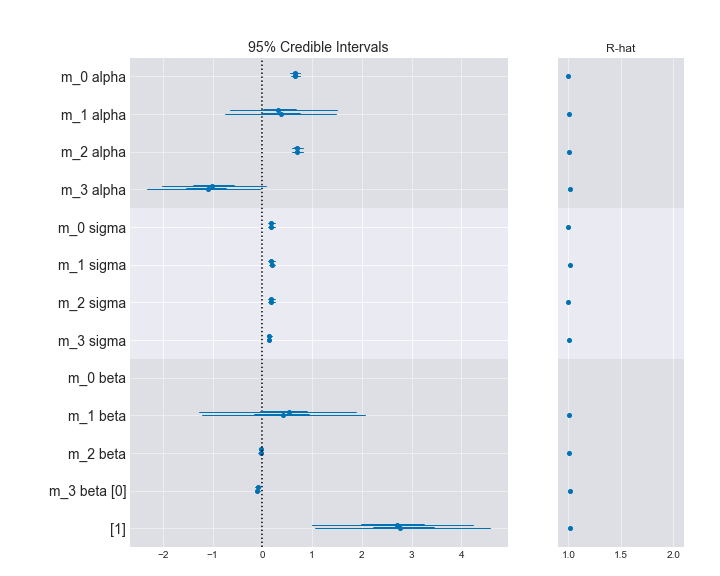 95% Credible Intervals
R-hat
m_0 alpha
m_1 alpha
m_2 alpha
m_3 alpha
m_0 sigma
m_1 sigma
m_2 sigma
m_3 sigma
m_0 beta
m_1 beta
m_2 beta
m_3 beta [0]
[1]
−2 −1 0 1 2 3 4
1.0 1.5 2.0